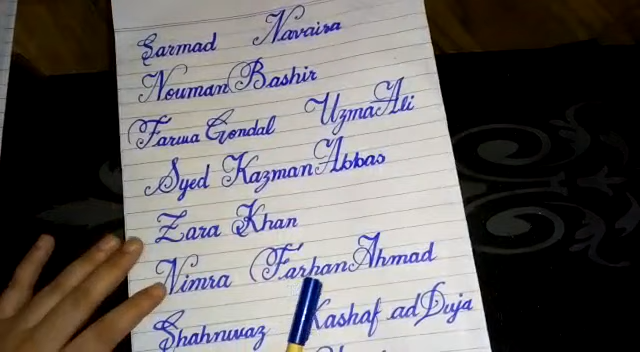 Sarmad Navaira
Nouman Bashir
Farwa Gondal Uzma Ali
Syed Kazman Abbas
Zara Khan
Nimra Farhan Ahmad
Shahnwaz Kashaf ad Duja